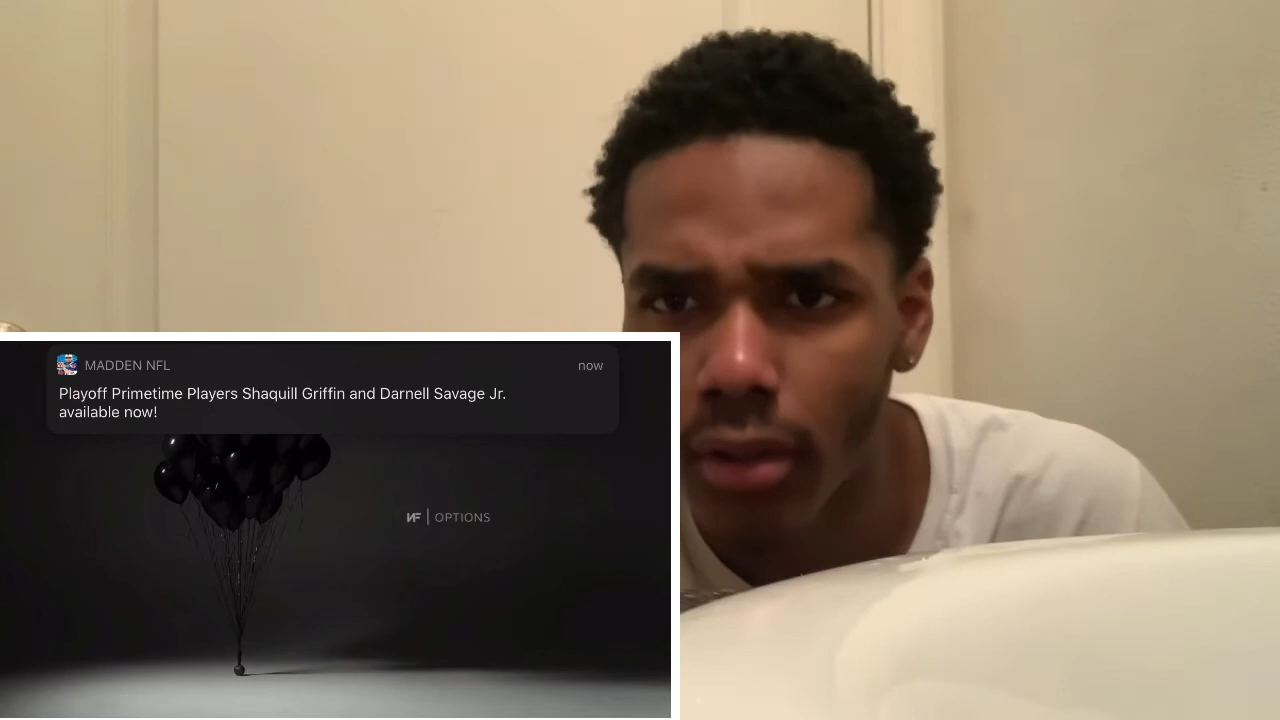 MADDEN NFL now
Playoff Primetime Players Shaquill Griffin and Darnell Savage Jr.
available now!
NF | OPTIONS